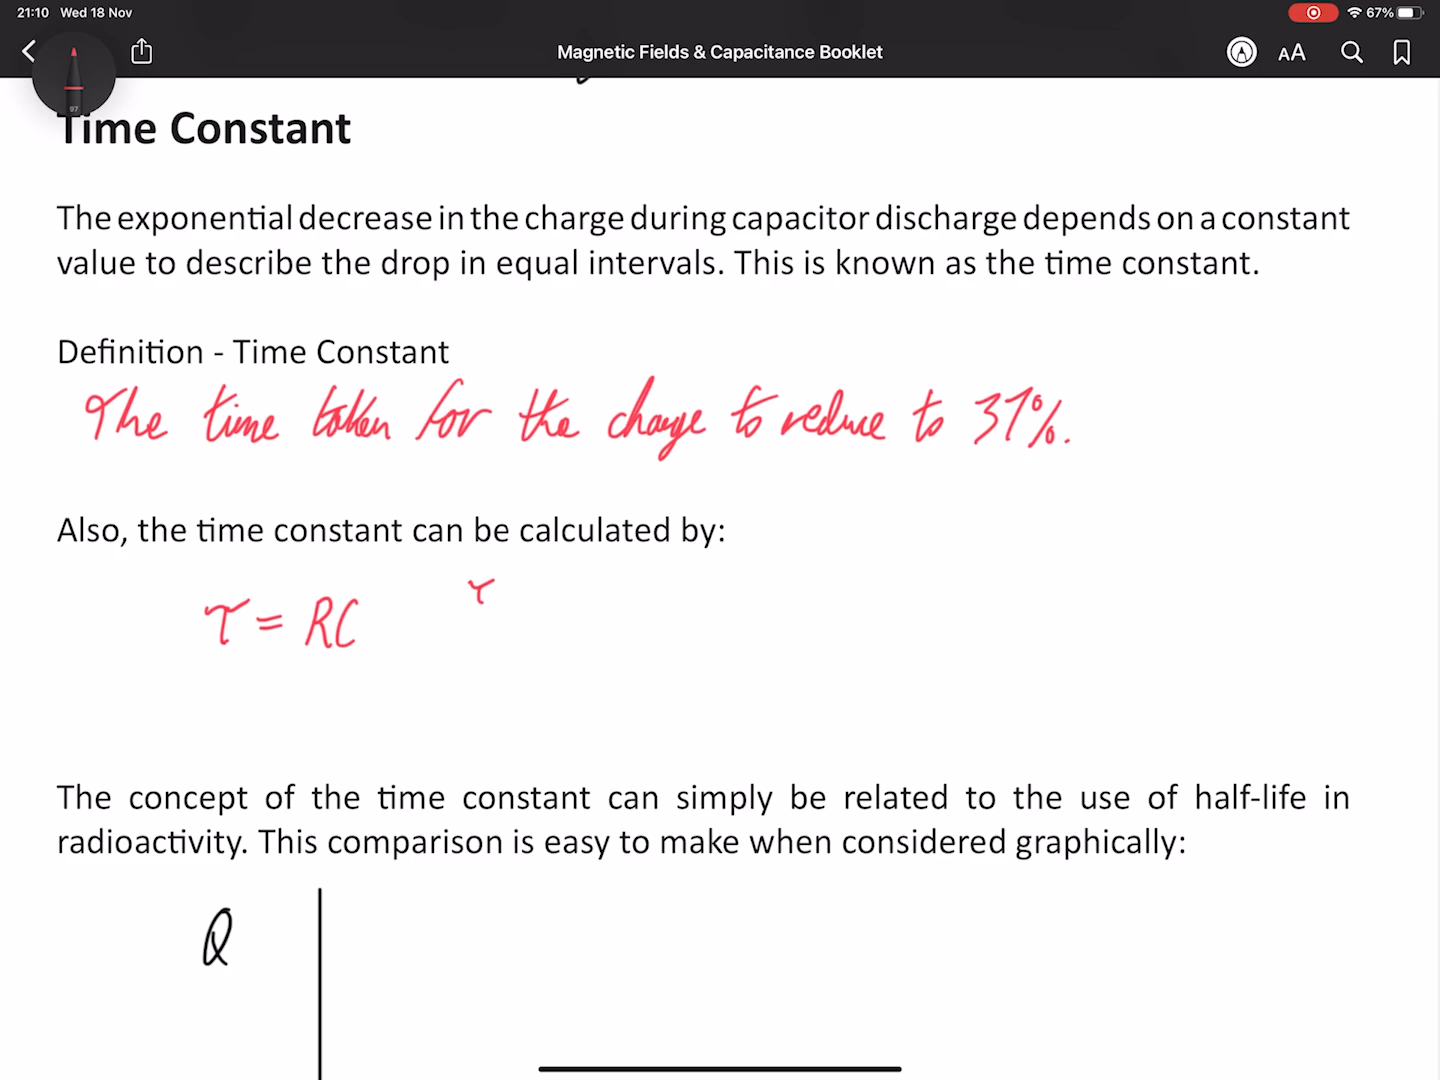 21:10 Wed 18 Nov
67%
Magnetic Fields & Capacitance Booklet
AA
97
Time Constant
The exponential decrease in the charge during capacitor discharge depends on a constant
value to describe the drop in equal intervals. This is known as the time constant.
Definition - Time Constant
The time taken for the charge to reduce to 37%.
Also, the time constant can be calculated by:
τ = RC
τ
The concept of the time constant can simply be related to the use of half-life in
radioactivity. This comparison is easy to make when considered graphically:
Q